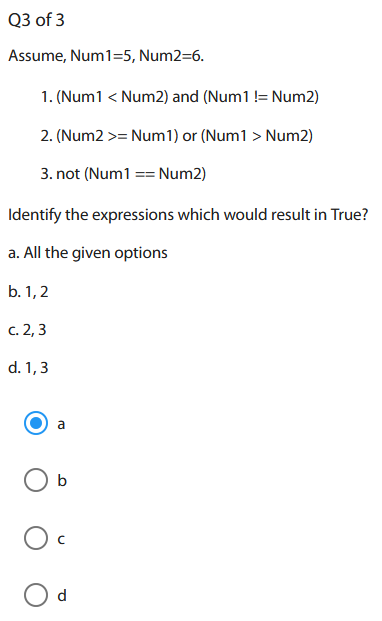 Q3 of 3
Assume, Num1=5, Num2=6.
1. (Num1 < Num2) and (Num1 != Num2)
2. (Num2 >= Num1) or (Num1 > Num2)
3. not (Num1 == Num2)
Identify the expressions which would result in True?
a. All the given options
b. 1, 2
c. 2, 3
d. 1, 3
a
b
c
d